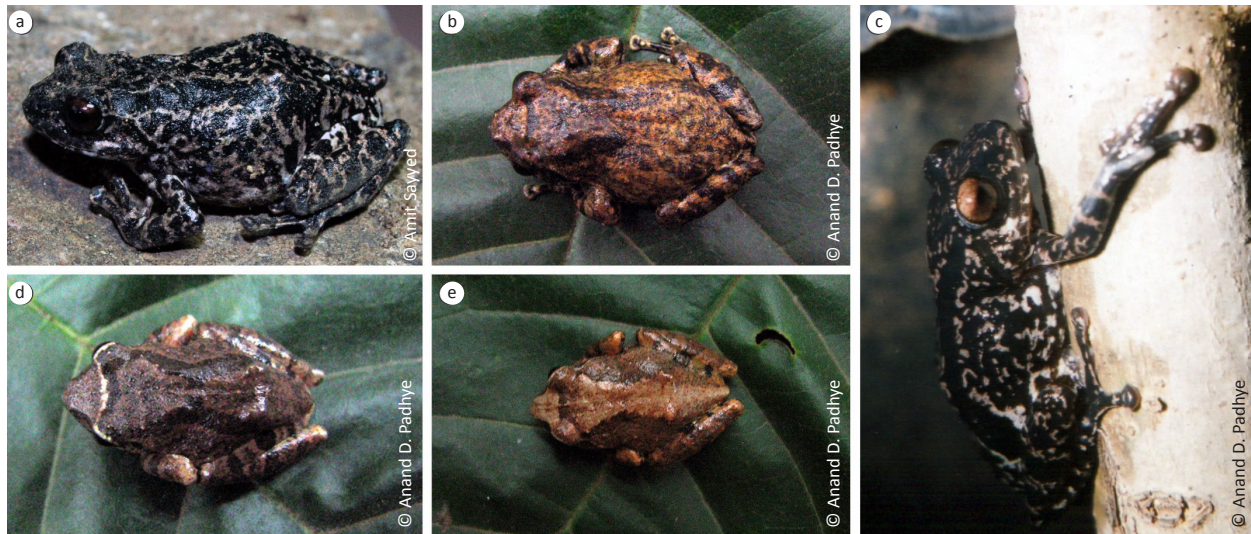 a
© Amit Sayyed
b
© Anand D. Padhye
c
© Anand D. Padhye
d
© Anand D. Padhye
e
© Anand D. Padhye